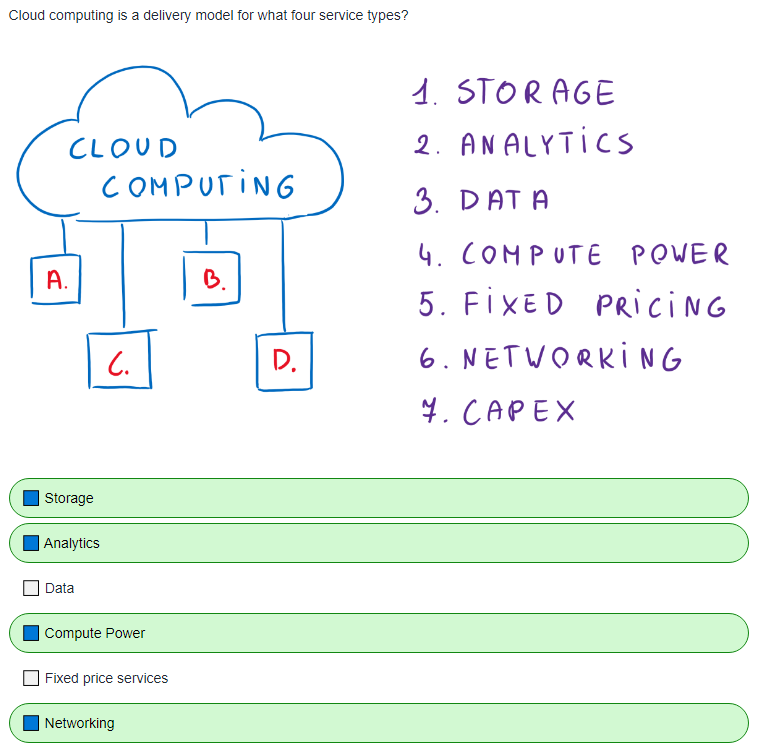 Cloud computing is a delivery model for what four service types?
CLOUD
COMPUTING
A.
B.
C.
D.
1. STORAGE
2. ANALYTICS
3. DATA
4. COMPUTE POWER
5. FIXED PRICING
6. NETWORKING
7. CAPEX
Storage
Analytics
Data
Compute Power
Fixed price services
Networking